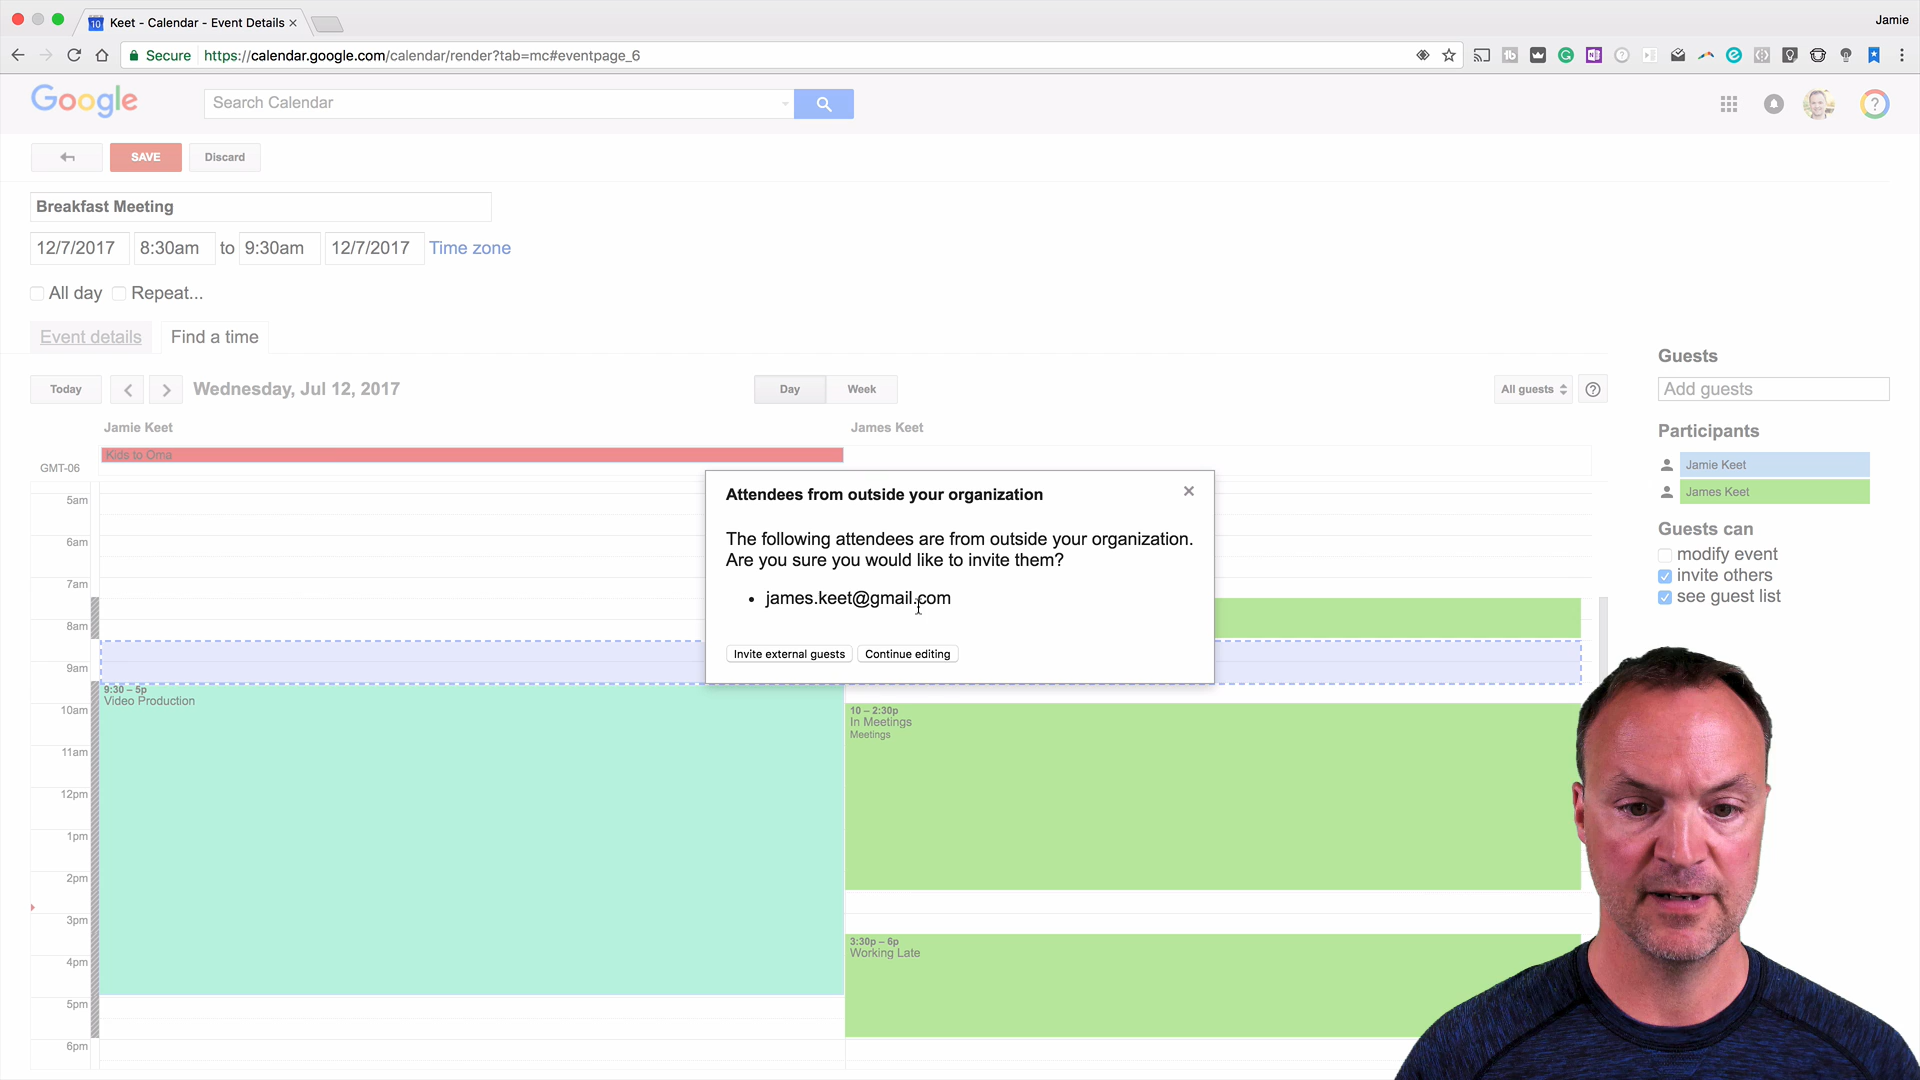 Keet - Calendar - Event Details ×
Jamie
Secure https://calendar.google.com/calendar/render?tab=mc#eventpage_6
Google
Search Calendar
SAVE
Discard
Breakfast Meeting
12/7/2017 8:30am to 9:30am 12/7/2017 Time zone
All day Repeat...
Event details Find a time
Today
Wednesday, Jul 12, 2017
Day Week
All guests
Jamie Keet James Keet
Kids to Oma
GMT-06
5am
6am
7am
8am
9am
10am
11am
12pm
1pm
2pm
3pm
4pm
5pm
6pm
9:30 – 5p
Video Production
10 – 2:30p
In Meetings
Meetings
3:30p – 6p
Working Late
Attendees from outside your organization
The following attendees are from outside your organization.
Are you sure you would like to invite them?
• james.keet@gmail.com
Invite external guests Continue editing
Guests
Add guests
Participants
Jamie Keet
James Keet
Guests can
modify event
invite others
see guest list